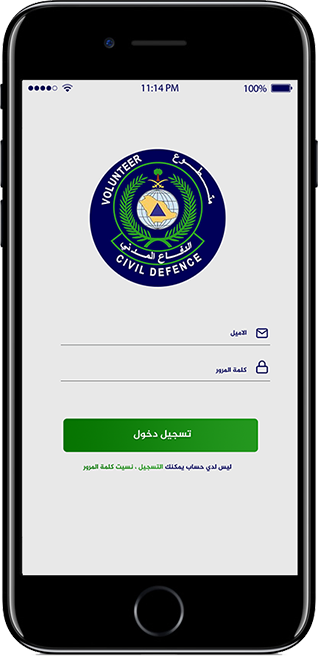 11:14 PM
100%
VOLUNTEER متطوع
الدفاع المدني
CIVIL DEFENCE
الاميل
كلمة المرور
تسجيل دخول
ليس لدي حساب يمكنك التسجيل ، نسيت كلمة المرور